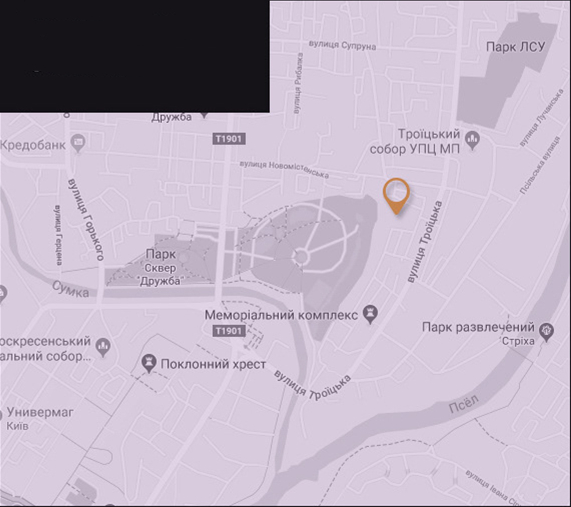 вулиця Супруна
Парк ЛСУ
вулиця Рибалка
Дружба
вулиця Лучанська
T1901
Троїцький
собор УПЦ МП
Кредобанк
Польська вулиця
вулиця Новомістенська
вулиця Горького
вулиця Герцена
вулиця Троїцька
Парк
Сквер
"Дружба"
Сумка
Меморіальний комплекс
T1901
Парк развлечений
"Стріха"
оскресенський
альний собор...
Поклонний хрест
вулиця Троїцька
Псёл
Универмаг
Київ
вулиця Івана С